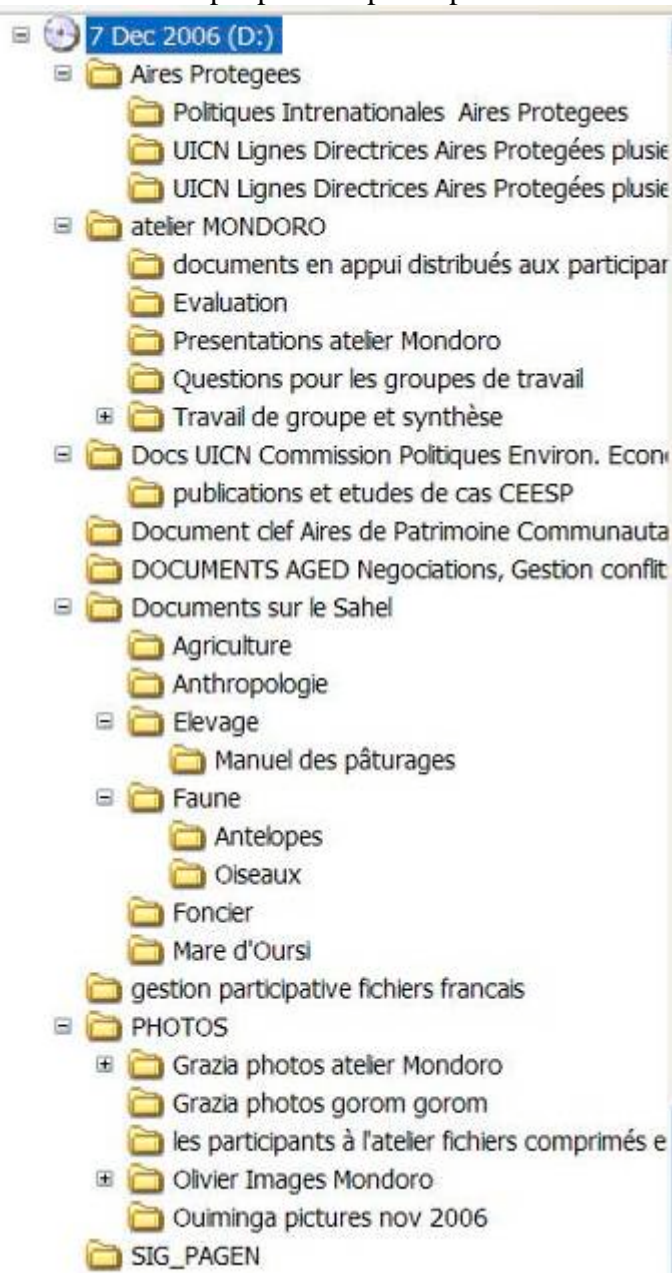 7 Dec 2006 (D:)
Aires Protegees
Politiques Intrenationales Aires Protegees
UICN Lignes Directrices Aires Protegées plusie
UICN Lignes Directrices Aires Protegées plusie
atelier MONDORO
documents en appui distribués aux participan
Evaluation
Presentations atelier Mondoro
Questions pour les groupes de travail
Travail de groupe et synthèse
Docs UICN Commission Politiques Environ. Econ
publications et etudes de cas CEESP
Document clef Aires de Patrimoine Communauta
DOCUMENTS AGED Negociations, Gestion conflit
Documents sur le Sahel
Agriculture
Anthropologie
Elevage
Manuel des pâturages
Faune
Antelopes
Oiseaux
Foncier
Mare d'Oursi
gestion participative fichiers francais
PHOTOS
Grazia photos atelier Mondoro
Grazia photos gorom gorom
les participants à l'atelier fichiers comprimés e
Olivier Images Mondoro
Ouiminga pictures nov 2006
SIG_PAGEN